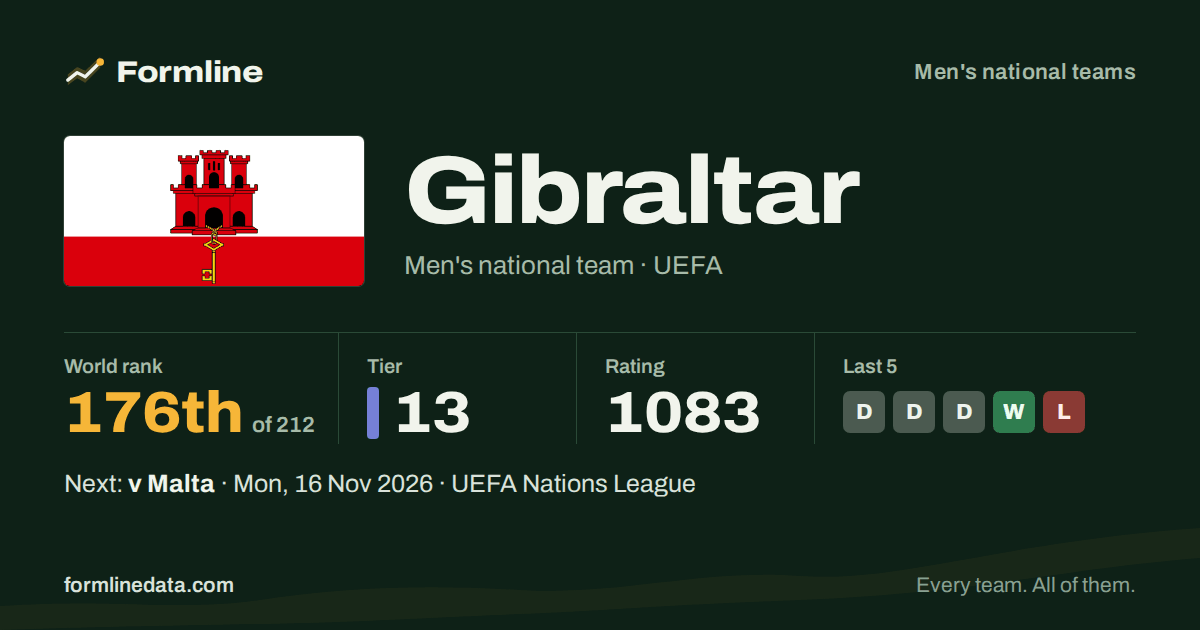 Formline
Men's national teams
Gibraltar
Men's national team · UEFA
World rank
176th of 212
Tier
13
Rating
1083
Last 5
D D D W L
Next: v Malta · Mon, 16 Nov 2026 · UEFA Nations League
formlinedata.com
Every team. All of them.